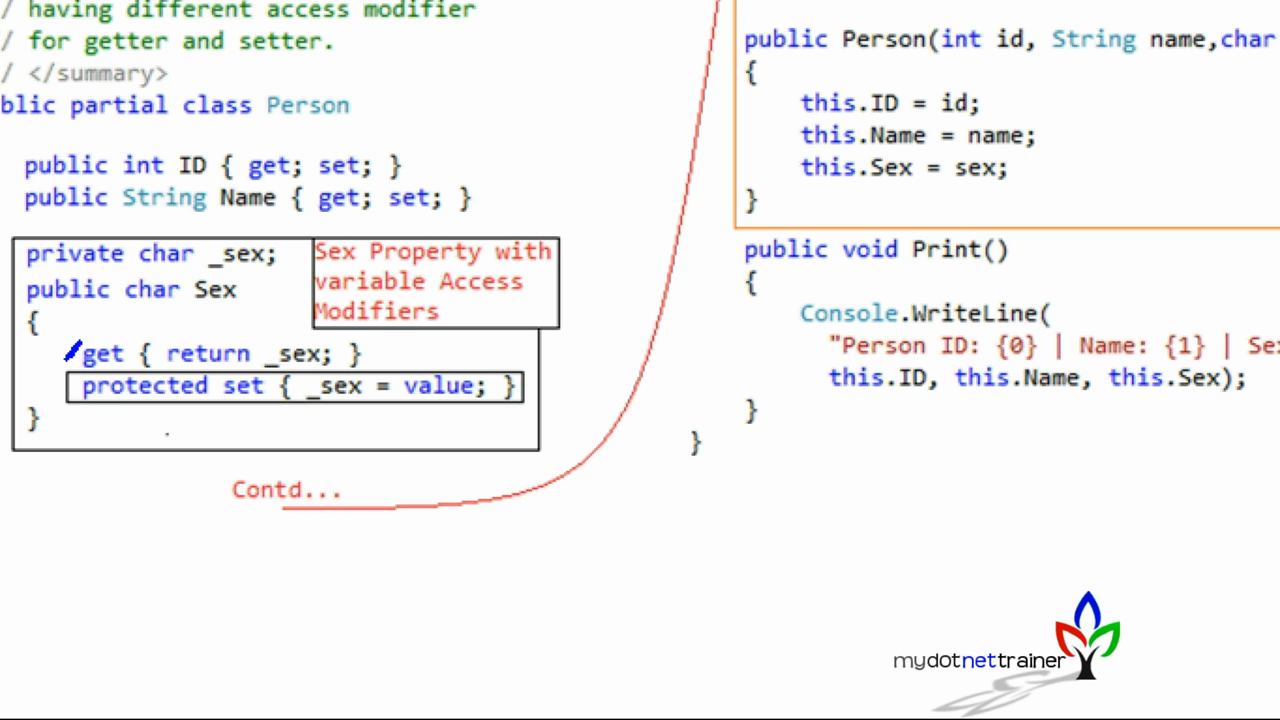 / having different access modifier
/ for getter and setter.
/ </summary>
blic partial class Person
public int ID { get; set; }
public String Name { get; set; }
private char _sex;
public char Sex
{
get { return _sex; }
protected set { _sex = value; }
}
Sex Property with
variable Access
Modifiers
Contd...
public Person(int id, String name,char
{
this.ID = id;
this.Name = name;
this.Sex = sex;
}
public void Print()
{
Console.WriteLine(
"Person ID: {0} | Name: {1} | Sex
this.ID, this.Name, this.Sex);
}
}
mydotnettrainer